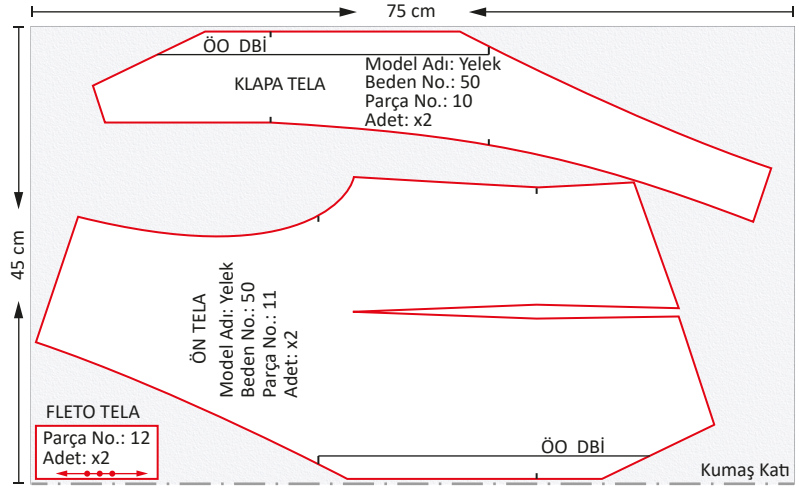 75 cm
ÖO DBİ
KLAPA TELA
Model Adı: Yelek
Beden No.: 50
Parça No.: 10
Adet: x2
45 cm
ÖN TELA
Model Adı: Yelek
Beden No.: 50
Parça No.: 11
Adet: x2
FLETO TELA
Parça No.: 12
Adet: x2
ÖO DBİ
Kumaş Katı